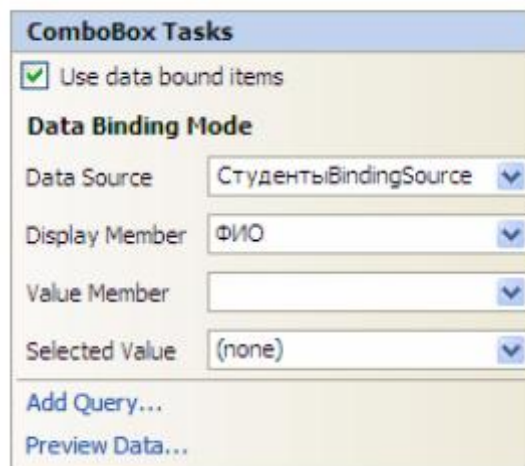 ComboBox Tasks
Use data bound items
Data Binding Mode
Data Source СтудентыBindingSource
Display Member ФИО
Value Member
Selected Value (none)
Add Query...
Preview Data...